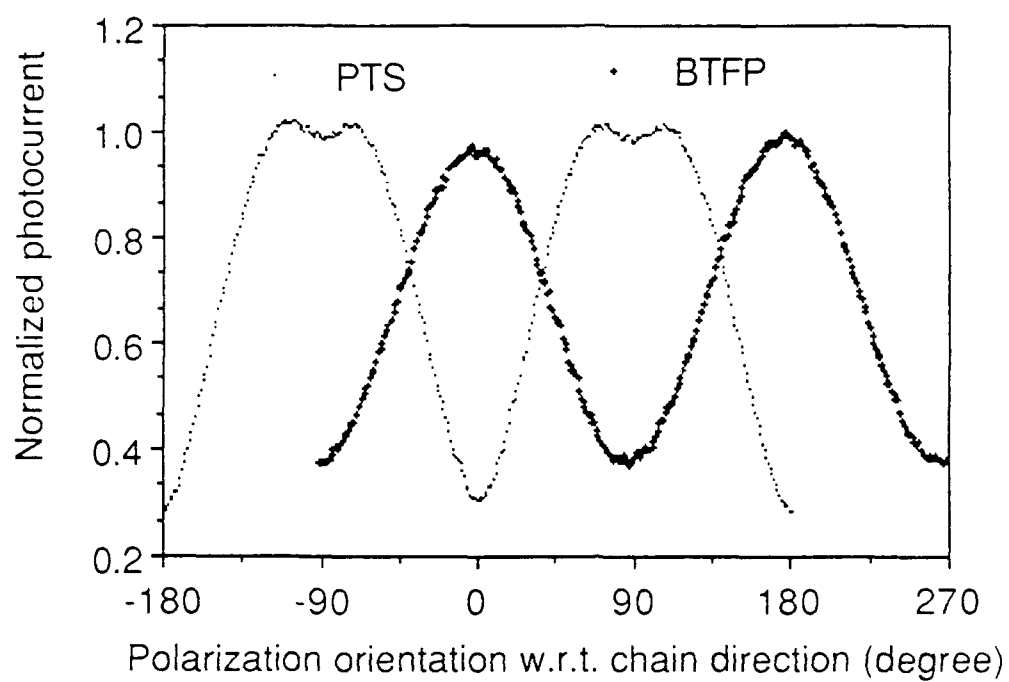 1.2
PTS
BTFP
1.0
0.8
0.6
0.4
0.2
Normalized photocurrent
-180 -90 0 90 180 270
Polarization orientation w.r.t. chain direction (degree)